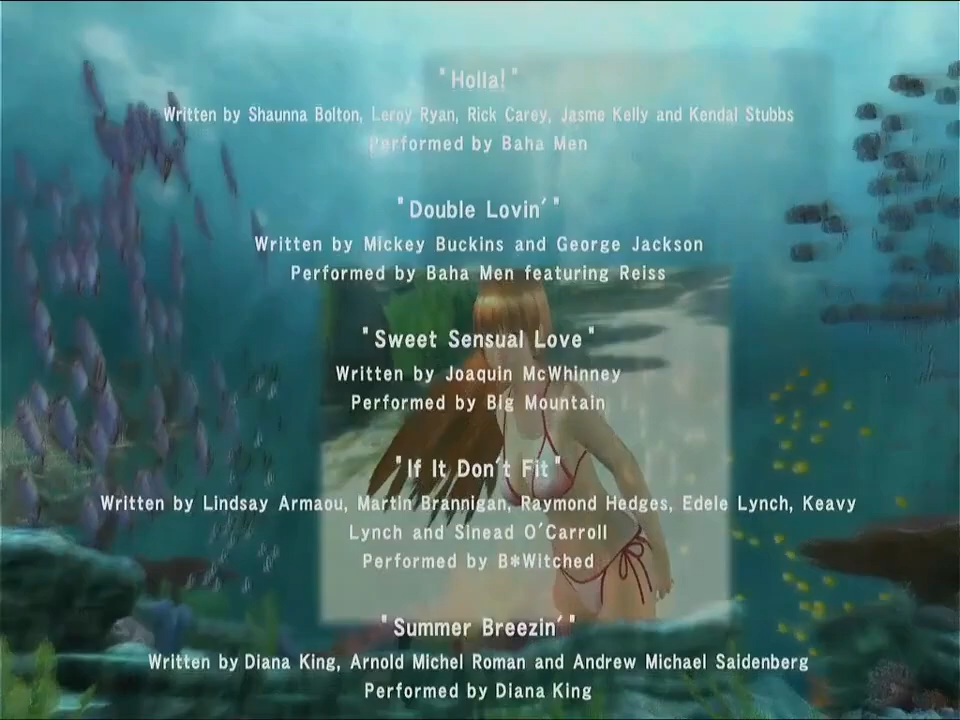 "Holla!"
Written by Shaunna Bolton, Leroy Ryan, Rick Carey, Jasme Kelly and Kendal Stubbs
Performed by Baha Men
"Double Lovin'"
Written by Mickey Buckins and George Jackson
Performed by Baha Men featuring Reiss
"Sweet Sensual Love"
Written by Joaquin McWhinney
Performed by Big Mountain
"If It Don't Fit"
Written by Lindsay Armaou, Martin Brannigan, Raymond Hedges, Edele Lynch, Keavy
Lynch and Sinead O'Carroll
Performed by B*Witched
"Summer Breezin'"
Written by Diana King, Arnold Michel Roman and Andrew Michael Saidenberg
Performed by Diana King